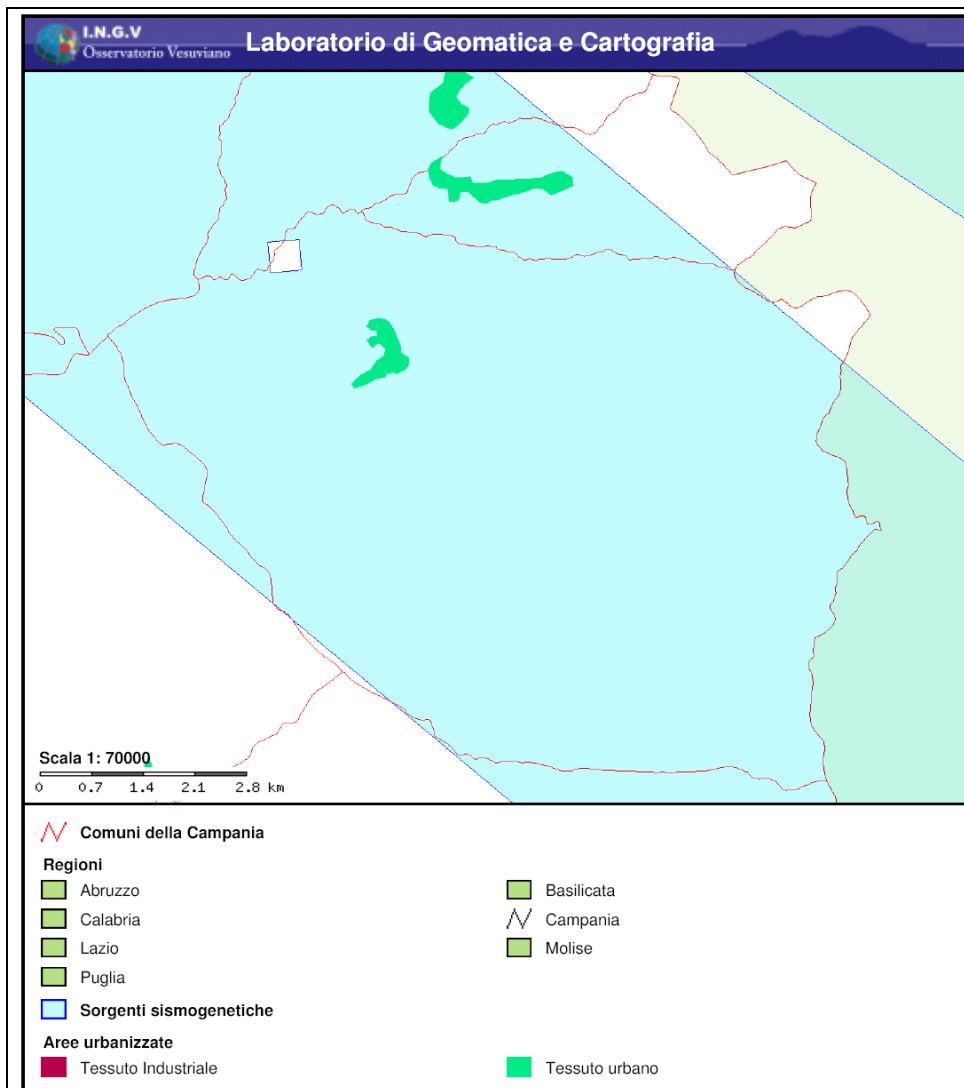 I.N.G.V
Osservatorio Vesuviano
Laboratorio di Geomatica e Cartografia
Scala 1: 70000
0 0.7 1.4 2.1 2.8 km
Comuni della Campania
Regioni
Abruzzo
Basilicata
Calabria
Campania
Lazio
Molise
Puglia
Sorgenti sismogenetiche
Aree urbanizzate
Tessuto Industriale
Tessuto urbano